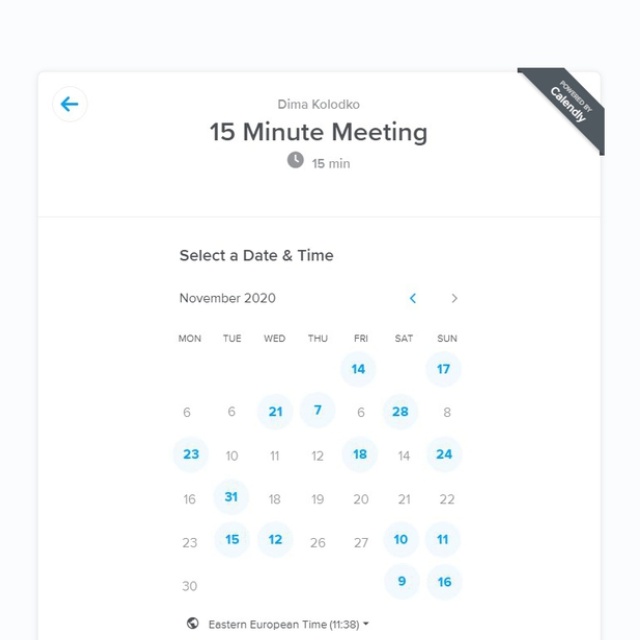 POWERED BY
Calendly
Dima Kolodko
15 Minute Meeting
15 min
Select a Date & Time
November 2020
MON TUE WED THU FRI SAT SUN
14 17
6 6 21 7 6 28 8
23 10 11 12 18 14 24
16 31 18 19 20 21 22
23 15 12 26 27 10 11
30 9 16
Eastern European Time (11:38)